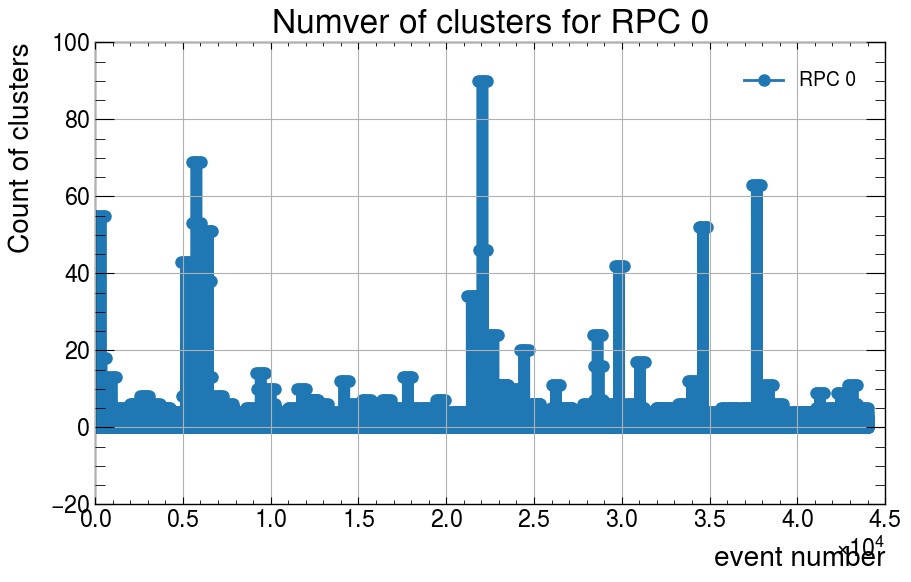 Numver of clusters for RPC 0
Count of clusters
RPC 0
100
80
60
40
20
0
−20
0.0 0.5 1.0 1.5 2.0 2.5 3.0 3.5 4.0 4.5
×10⁴
event number